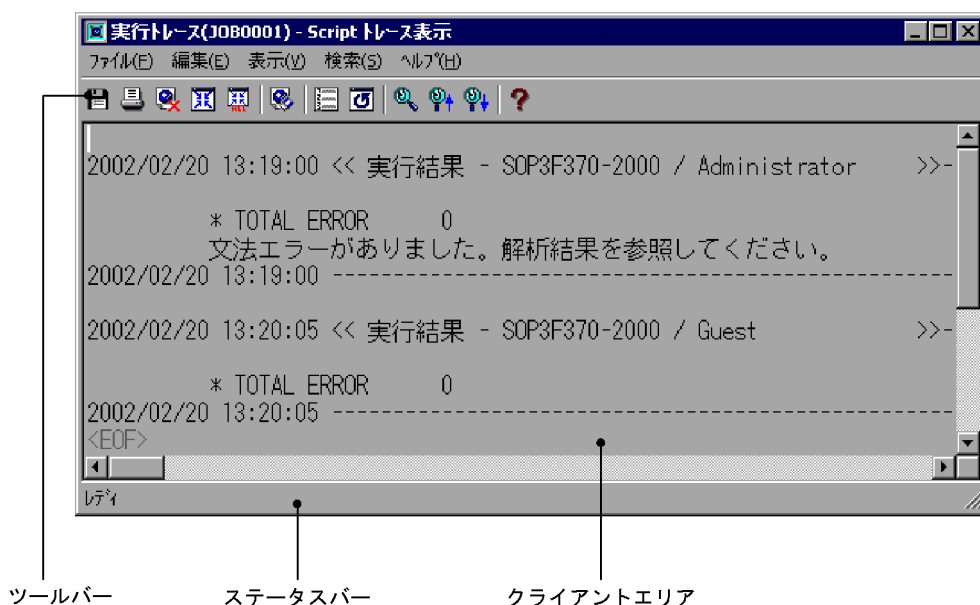 実行トレース(JOB0001) - Script トレース表示
ファイル(F) 編集(E) 表示(V) 検索(S) ヘルプ(H)
ALL
2002/02/20 13:19:00 << 実行結果 - SOP3F370-2000 / Administrator >>-
* TOTAL ERROR 0
文法エラーがありました。解析結果を参照してください。
2002/02/20 13:19:00 ---------------------------------------------------
2002/02/20 13:20:05 << 実行結果 - SOP3F370-2000 / Guest >>-
* TOTAL ERROR 0
2002/02/20 13:20:05 ---------------------------------------------------
<EOF>
レディ
ツールバー ステータスバー クライアントエリア